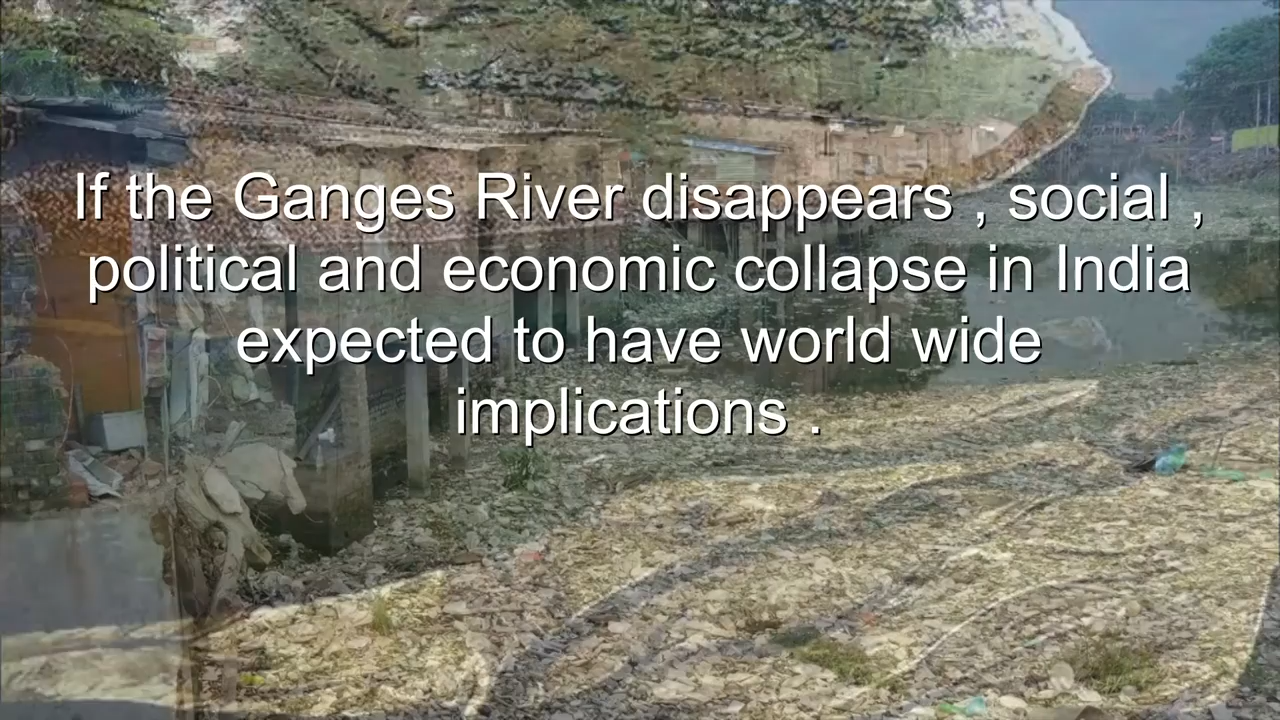 If the Ganges River disappears , social ,
political and economic collapse in India
expected to have world wide
implications .